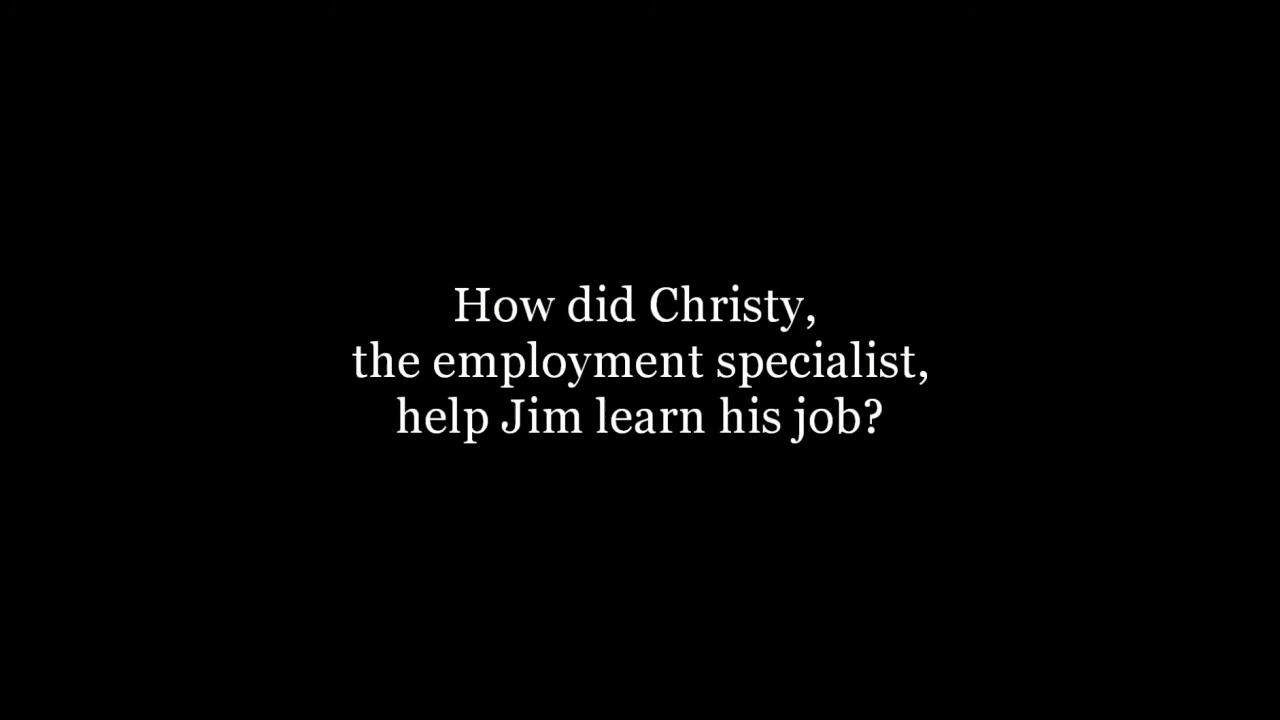 How did Christy,
the employment specialist,
help Jim learn his job?